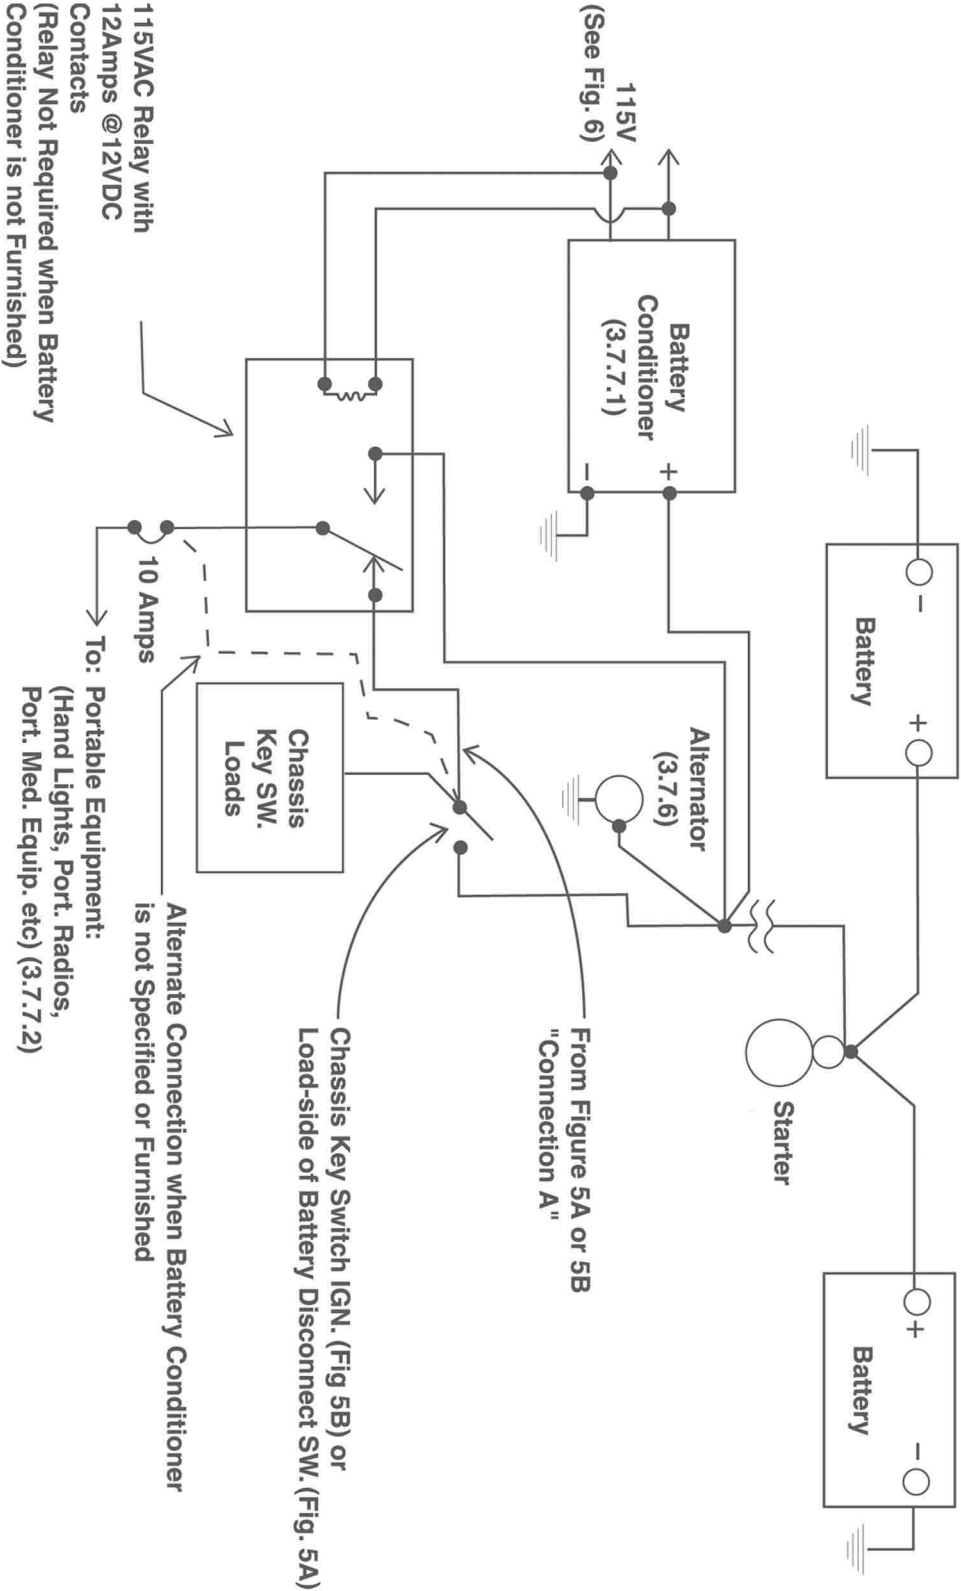 Battery
- +
Battery
+ -
Starter
115V
(See Fig. 6)
Battery
Conditioner
(3.7.7.1)
- +
Alternator
(3.7.6)
From Figure 5A or 5B
"Connection A"
Chassis Key Switch IGN. (Fig 5B) or
Load-side of Battery Disconnect SW. (Fig. 5A)
Chassis
Key SW.
Loads
115VAC Relay with
12Amps @12VDC
Contacts
(Relay Not Required when Battery
Conditioner is not Furnished)
10 Amps
Alternate Connection when Battery Conditioner
is not Specified or Furnished
To: Portable Equipment:
(Hand Lights, Port. Radios,
Port. Med. Equip. etc) (3.7.7.2)